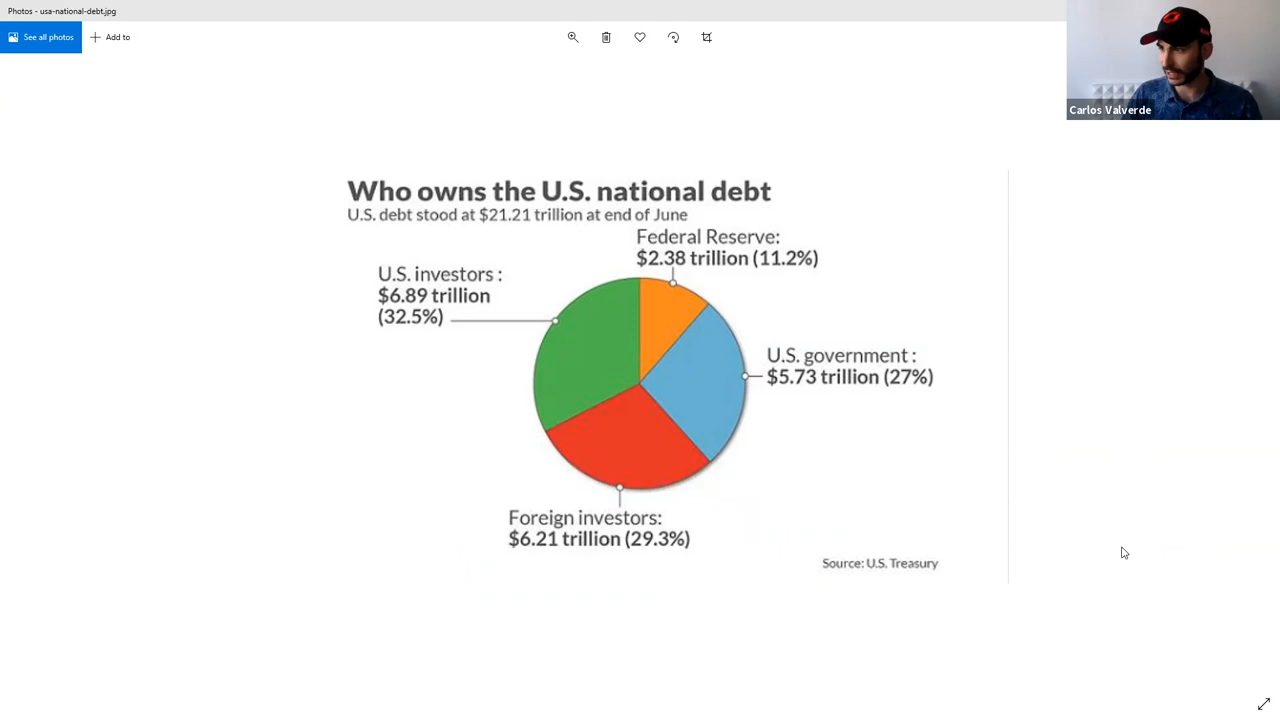 Photos - usa-national-debt.jpg
See all photos
Add to
Carlos Valverde
Who owns the U.S. national debt
U.S. debt stood at $21.21 trillion at end of June
Federal Reserve:
$2.38 trillion (11.2%)
U.S. investors :
$6.89 trillion
(32.5%)
U.S. government :
$5.73 trillion (27%)
Foreign investors:
$6.21 trillion (29.3%)
Source: U.S. Treasury